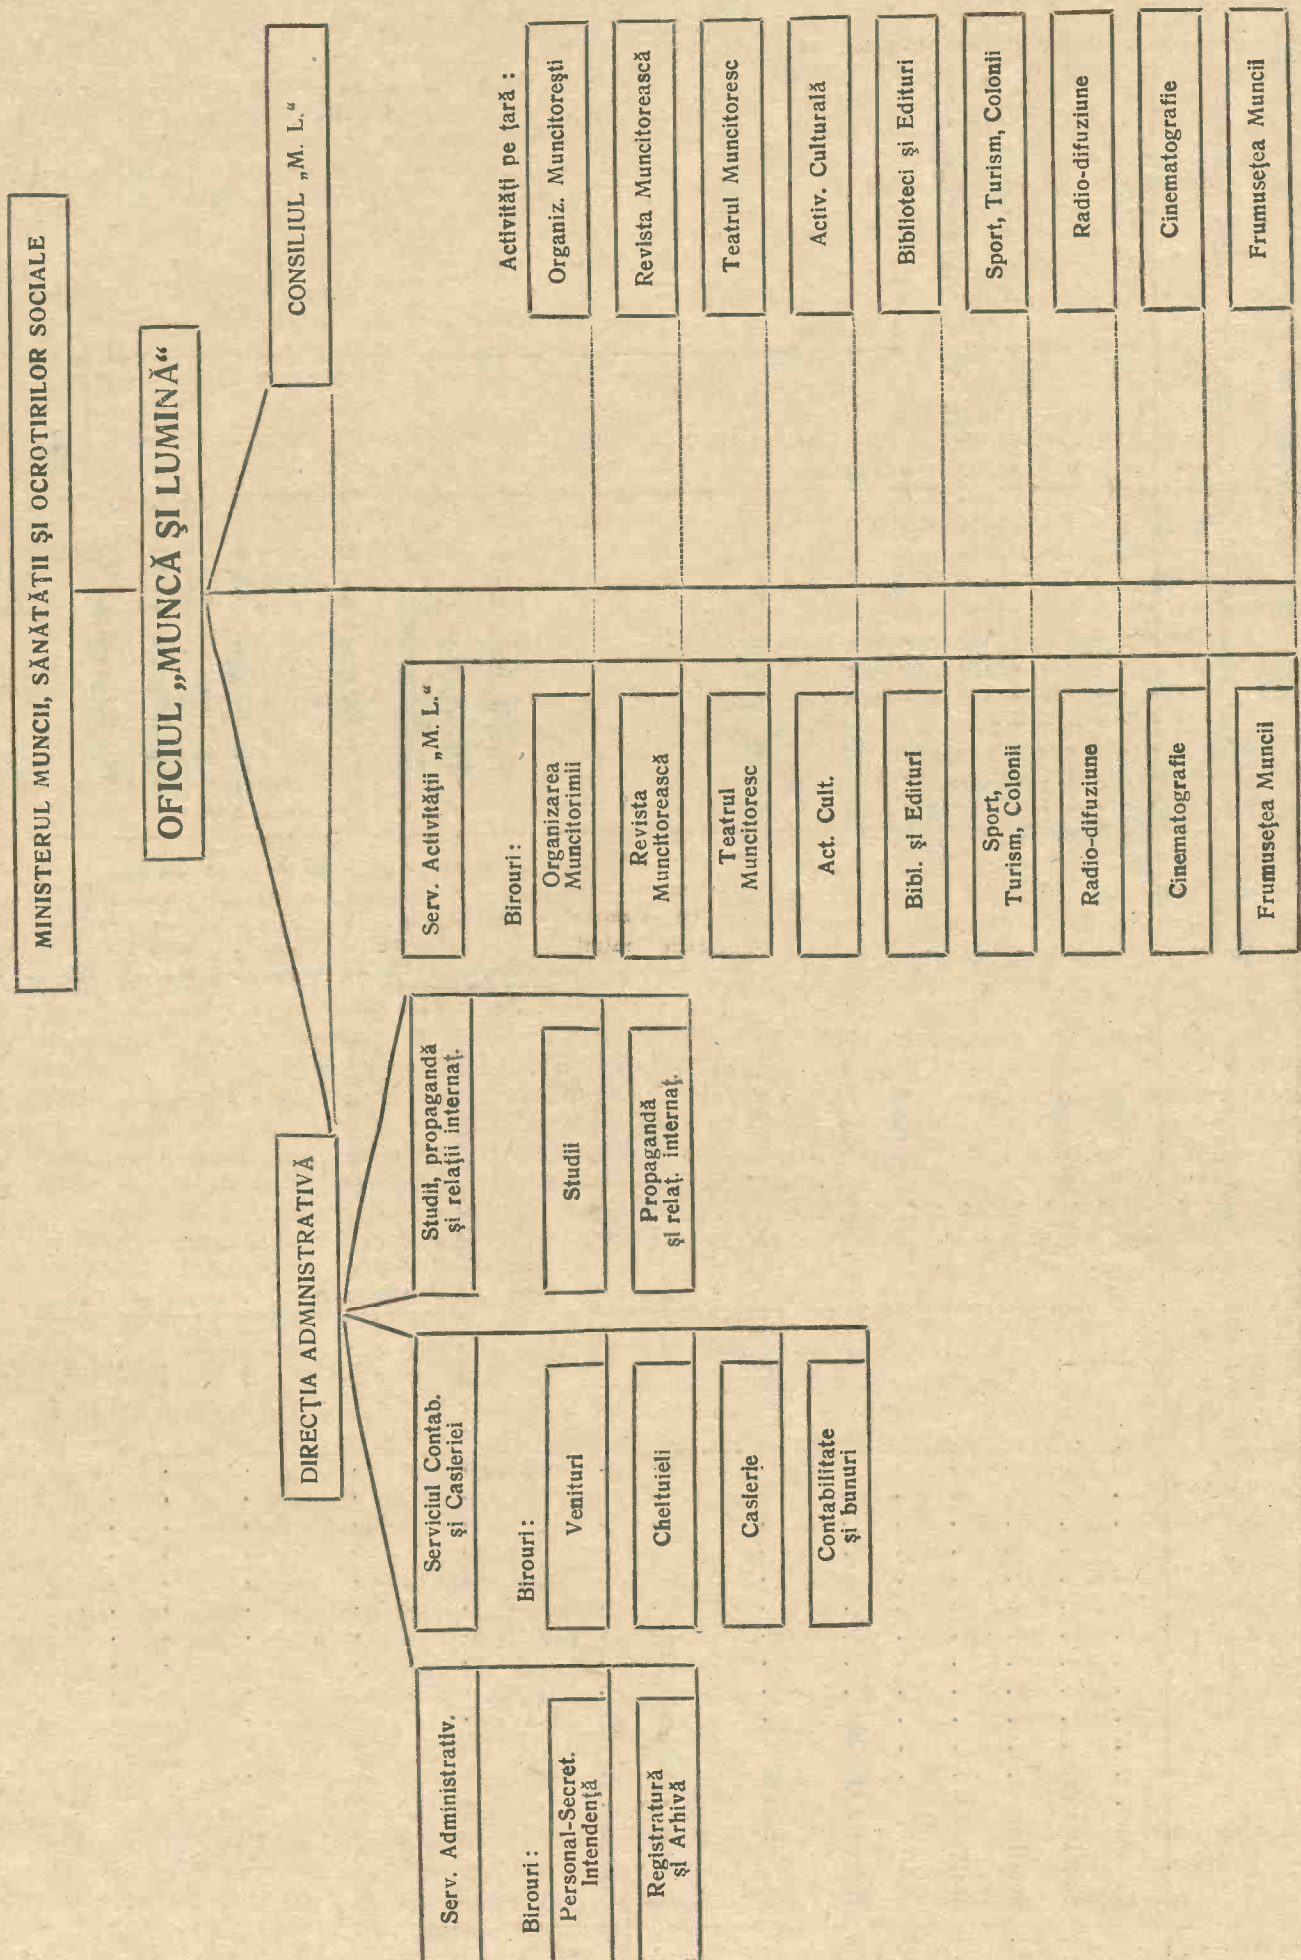 MINISTERUL MUNCII, SĂNĂTĂŢII ŞI OCROTIRILOR SOCIALE
OFICIUL „MUNCĂ ŞI LUMINĂ“
DIRECŢIA ADMINISTRATIVĂ
CONSILIUL „M. L.“
Serv. Administrativ.
Birouri:
Personal-Secret.
Intendenţă
Registratură
şi Arhivă
Serviciul Contab.
şi Casieriei
Birouri:
Venituri
Cheltuieli
Casierie
Contabilitate
şi bunuri
Studii, propagandă
şi relaţii internaţ.
Studii
Propagandă
şi relaţ. internaţ.
Serv. Activităţii „M. L.“
Birouri:
Organizarea
Muncitorimii
Revista
Muncitorească
Teatrul
Muncitoresc
Act. Cult.
Bibl. şi Edituri
Sport,
Turism, Colonii
Radio-difuziune
Cinematografie
Frumuseţea Muncii
Activităţi pe ţară :
Organiz. Muncitoreşti
Revista Muncitorească
Teatrul Muncitoresc
Activ. Culturală
Biblioteci şi Edituri
Sport, Turism, Colonii
Radio-difuziune
Cinematografie
Frumuseţea Muncii